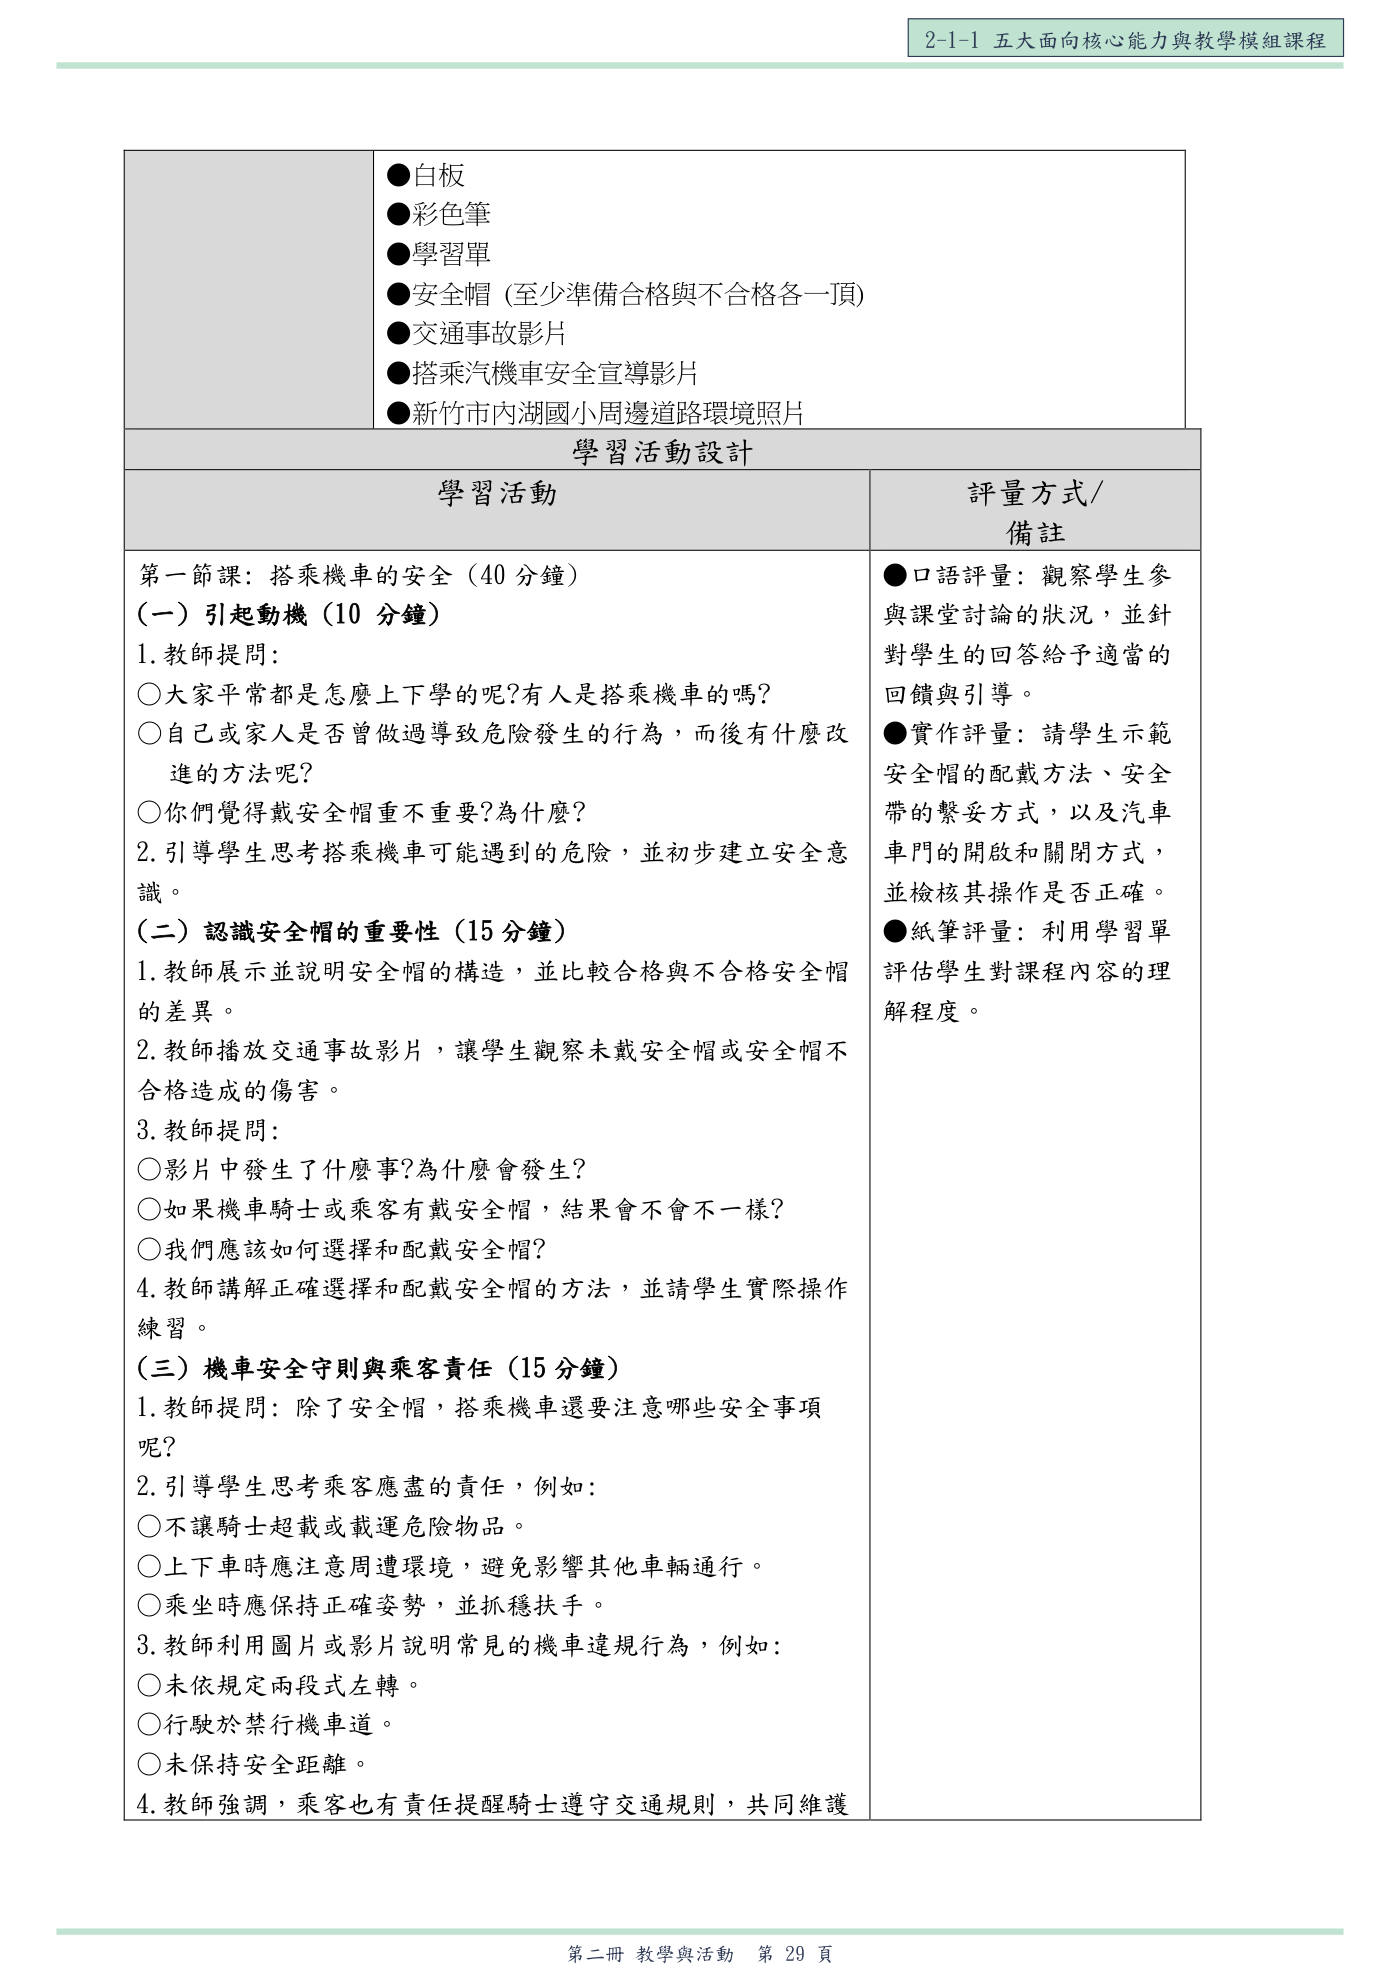 2-1-1 五大面向核心能力與教學模組課程
●白板
●彩色筆
●學習單
●安全帽 (至少準備合格與不合格各一頂)
●交通事故影片
●搭乘汽機車安全宣導影片
●新竹市內湖國小周邊道路環境照片
學習活動設計
學習活動
評量方式/
備註
第一節課: 搭乘機車的安全（40 分鐘）
（一）引起動機（10 分鐘）
1.教師提問:
○大家平常都是怎麼上下學的呢?有人是搭乘機車的嗎?
○自己或家人是否曾做過導致危險發生的行為，而後有什麼改
進的方法呢?
○你們覺得戴安全帽重不重要?為什麼?
2.引導學生思考搭乘機車可能遇到的危險，並初步建立安全意
識。
（二）認識安全帽的重要性（15 分鐘）
1.教師展示並說明安全帽的構造，並比較合格與不合格安全帽
的差異。
2.教師播放交通事故影片，讓學生觀察未戴安全帽或安全帽不
合格造成的傷害。
3.教師提問:
○影片中發生了什麼事?為什麼會發生?
○如果機車騎士或乘客有戴安全帽，結果會不會不一樣?
○我們應該如何選擇和配戴安全帽?
4.教師講解正確選擇和配戴安全帽的方法，並請學生實際操作
練習。
（三）機車安全守則與乘客責任（15 分鐘）
1.教師提問: 除了安全帽，搭乘機車還要注意哪些安全事項
呢?
2.引導學生思考乘客應盡的責任，例如:
○不讓騎士超載或載運危險物品。
○上下車時應注意周遭環境，避免影響其他車輛通行。
○乘坐時應保持正確姿勢，並抓穩扶手。
3.教師利用圖片或影片說明常見的機車違規行為，例如:
○未依規定兩段式左轉。
○行駛於禁行機車道。
○未保持安全距離。
4.教師強調，乘客也有責任提醒騎士遵守交通規則，共同維護
●口語評量: 觀察學生參
與課堂討論的狀況，並針
對學生的回答給予適當的
回饋與引導。
●實作評量: 請學生示範
安全帽的配戴方法、安全
帶的繫妥方式，以及汽車
車門的開啟和關閉方式，
並檢核其操作是否正確。
●紙筆評量: 利用學習單
評估學生對課程內容的理
解程度。
第二冊 教學與活動 第 29 頁